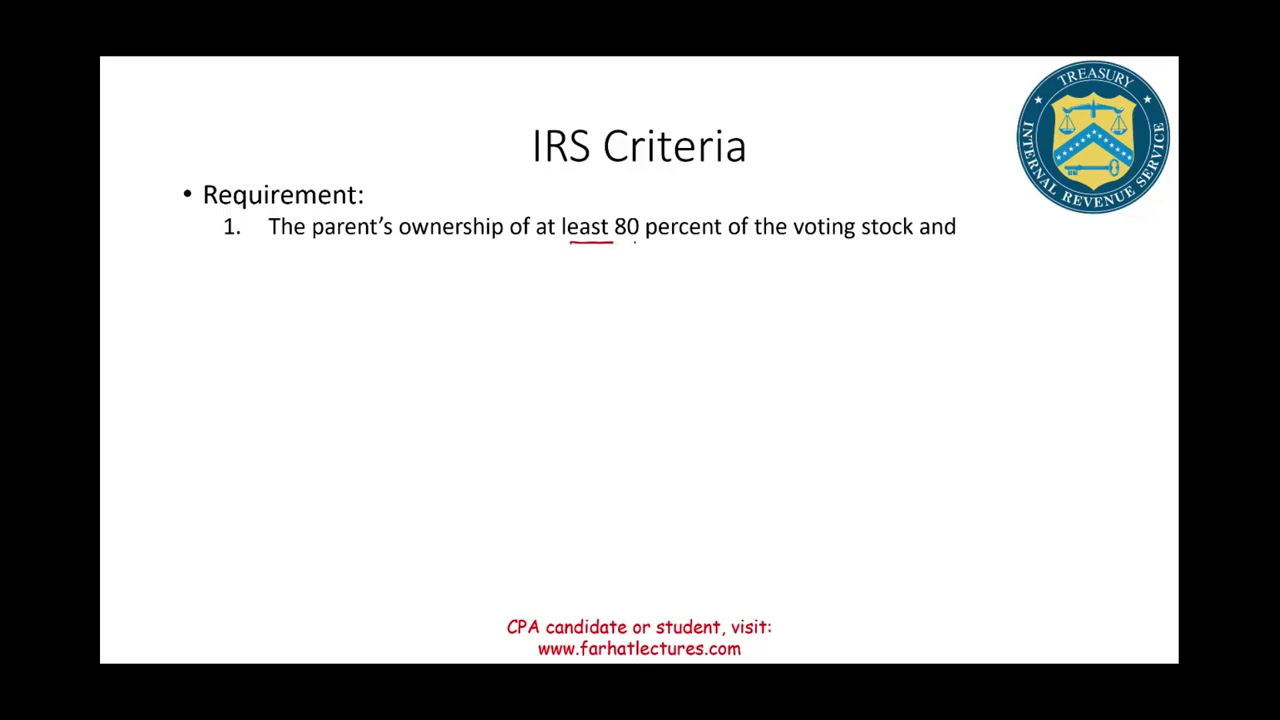 IRS Criteria
• Requirement:
1. The parent’s ownership of at least 80 percent of the voting stock and
TREASURY
INTERNAL REVENUE SERVICE
CPA candidate or student, visit:
www.farhatlectures.com